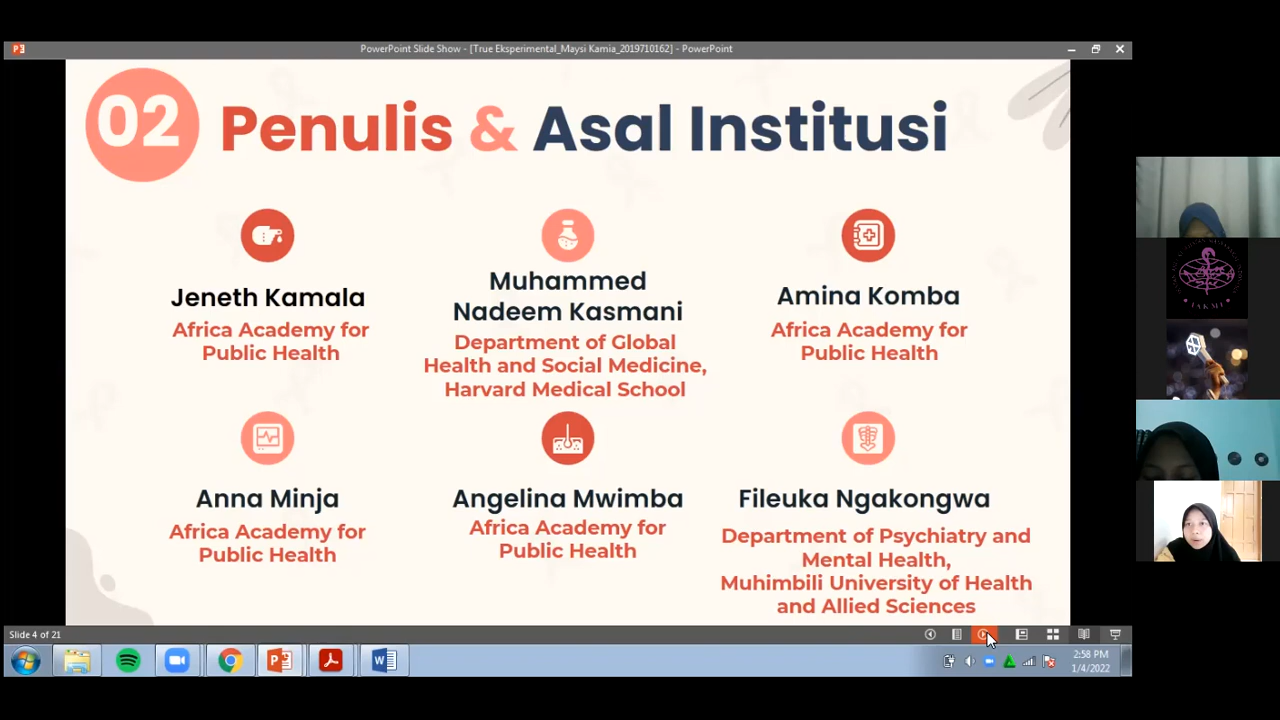 PowerPoint Slide Show - [True Eksperimental_Maysi Kamia_2019710162] - PowerPoint
02
Penulis & Asal Institusi
Jeneth Kamala
Africa Academy for
Public Health
Muhammed
Nadeem Kasmani
Department of Global
Health and Social Medicine,
Harvard Medical School
Amina Komba
Africa Academy for
Public Health
Anna Minja
Africa Academy for
Public Health
Angelina Mwimba
Africa Academy for
Public Health
Fileuka Ngakongwa
Department of Psychiatry and
Mental Health,
Muhimbili University of Health
and Allied Sciences
Slide 4 of 21
2:58 PM
1/4/2022